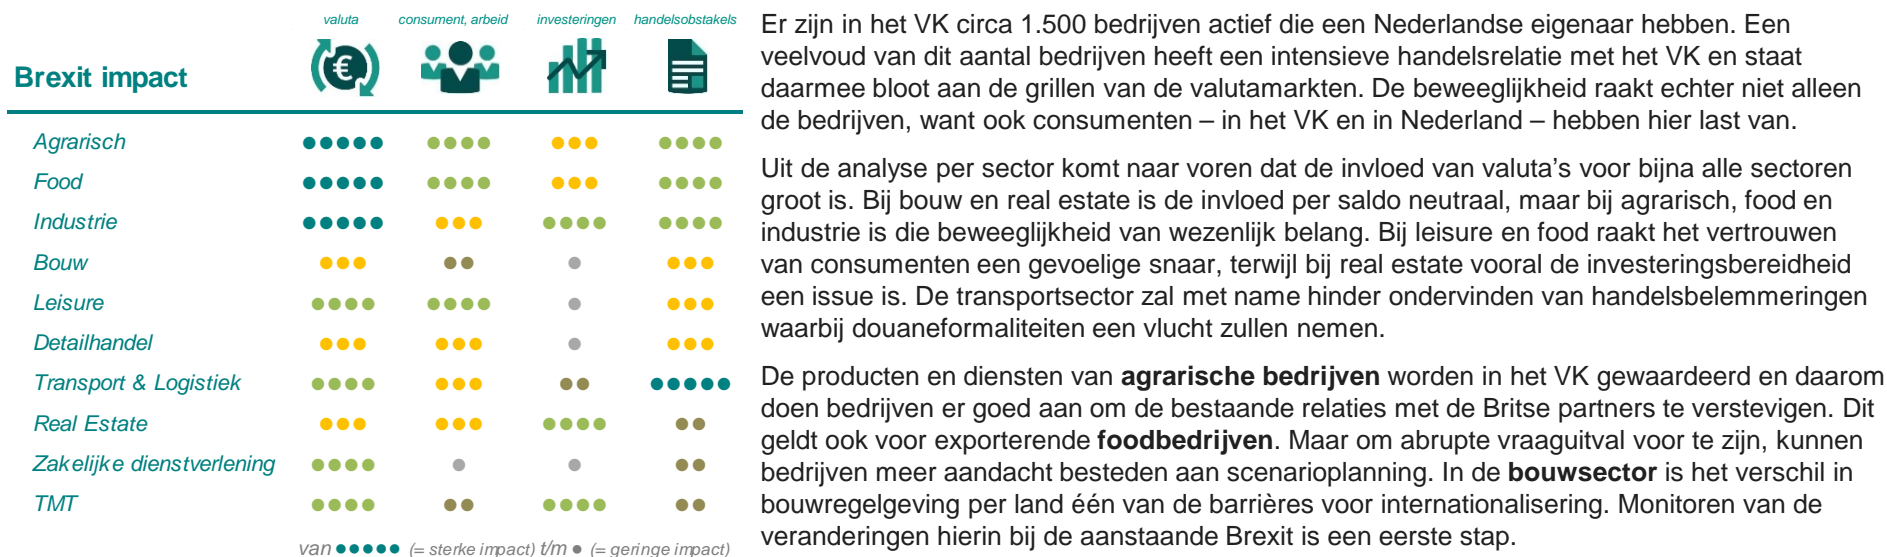 valuta consument, arbeid investeringen handelsobstakels
€
Brexit impact
Agrarisch ●●●●● ●●●● ●●● ●●●●
Food ●●●●● ●●●● ●●● ●●●●
Industrie ●●●●● ●●● ●●●● ●●●●
Bouw ●●● ●● ● ●●●
Leisure ●●●● ●●●● ● ●●●
Detailhandel ●●● ●●● ● ●●●
Transport & Logistiek ●●●● ●●● ●● ●●●●●
Real Estate ●●● ●●● ●●●● ●●
Zakelijke dienstverlening ●●●● ● ● ●●
TMT ●●●● ●● ●●●● ●●
van ●●●●● (= sterke impact) t/m ● (= geringe impact)
Er zijn in het VK circa 1.500 bedrijven actief die een Nederlandse eigenaar hebben. Een
veelvoud van dit aantal bedrijven heeft een intensieve handelsrelatie met het VK en staat
daarmee bloot aan de grillen van de valutamarkten. De beweeglijkheid raakt echter niet alleen
de bedrijven, want ook consumenten – in het VK en in Nederland – hebben hier last van.
Uit de analyse per sector komt naar voren dat de invloed van valuta's voor bijna alle sectoren
groot is. Bij bouw en real estate is de invloed per saldo neutraal, maar bij agrarisch, food en
industrie is die beweeglijkheid van wezenlijk belang. Bij leisure en food raakt het vertrouwen
van consumenten een gevoelige snaar, terwijl bij real estate vooral de investeringsbereidheid
een issue is. De transportsector zal met name hinder ondervinden van handelsbelemmeringen
waarbij douaneformaliteiten een vlucht zullen nemen.
De producten en diensten van agrarische bedrijven worden in het VK gewaardeerd en daarom
doen bedrijven er goed aan om de bestaande relaties met de Britse partners te verstevigen. Dit
geldt ook voor exporterende foodbedrijven. Maar om abrupte vraaguitval voor te zijn, kunnen
bedrijven meer aandacht besteden aan scenarioplanning. In de bouwsector is het verschil in
bouwregelgeving per land één van de barrières voor internationalisering. Monitoren van de
veranderingen hierin bij de aanstaande Brexit is een eerste stap.